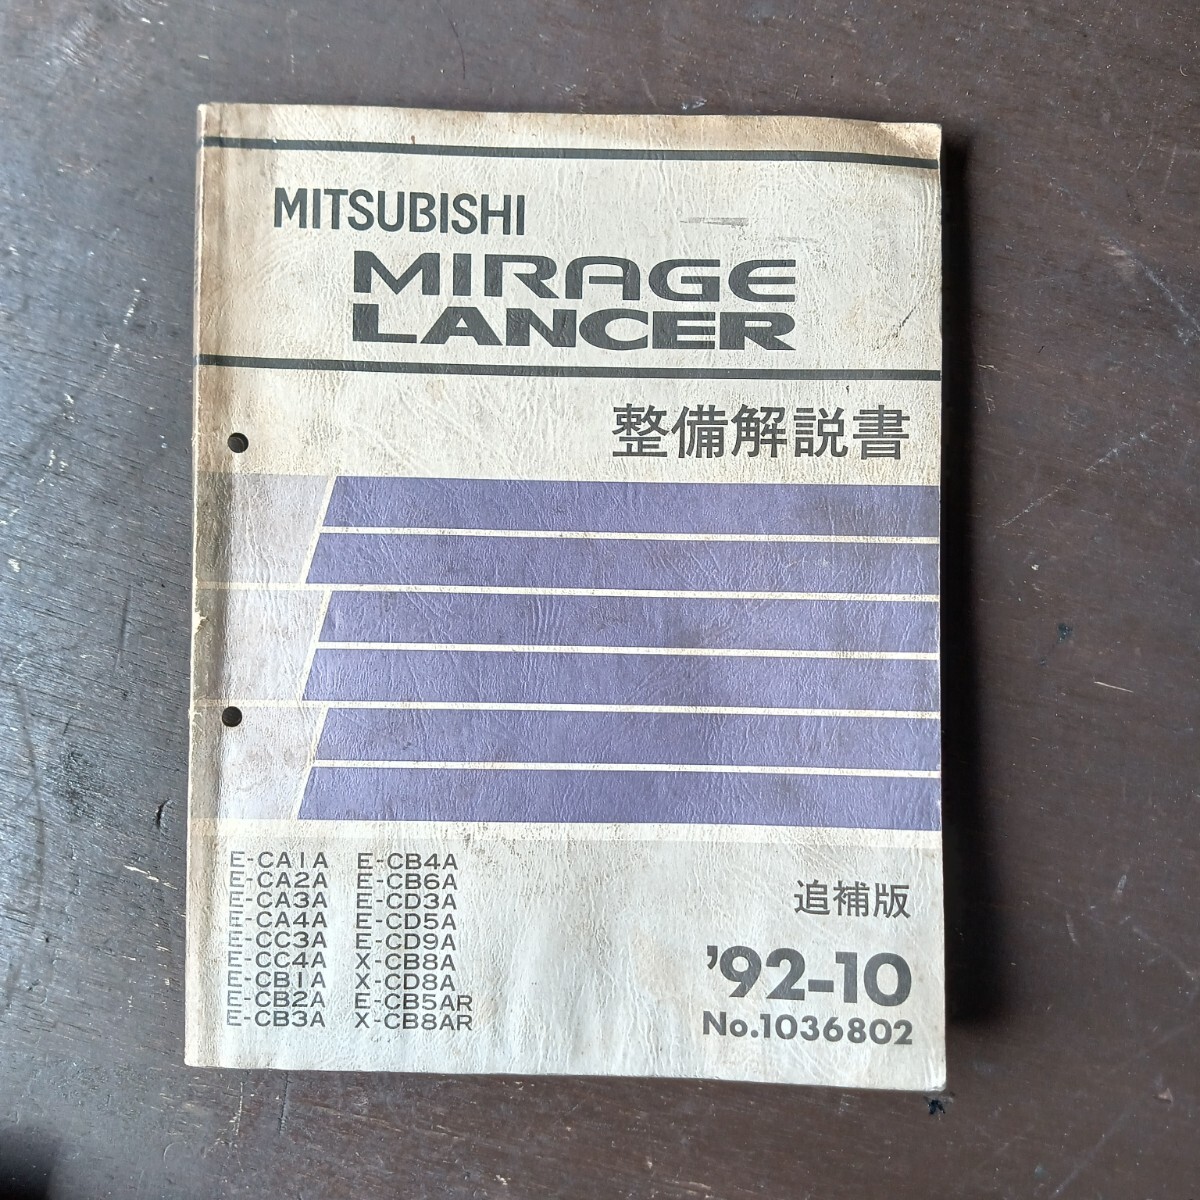 MITSUBISHI
MIRAGE
LANCER
整備解説書
E-CA1A E-CB4A
E-CA2A E-CB6A
E-CA3A E-CD3A
E-CA4A E-CD5A
E-CC3A E-CD9A
E-CC4A X-CB8A
E-CB1A X-CD8A
E-CB2A E-CB5AR
E-CB3A X-CB8AR
追補版
'92-10
No.1036802